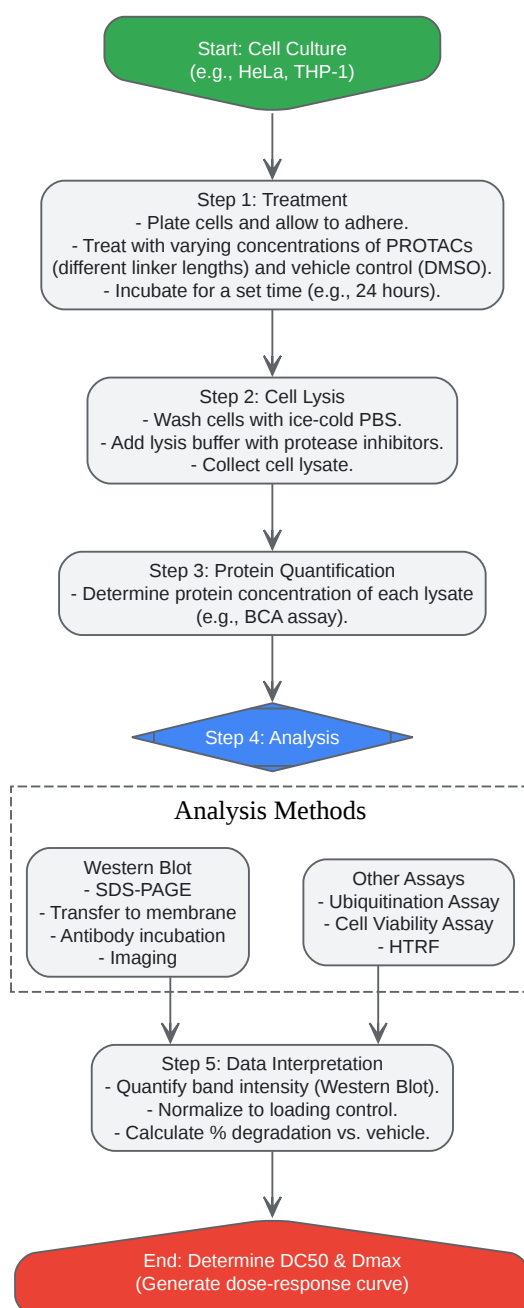 Start: Cell Culture
(e.g., HeLa, THP-1)
Step 1: Treatment
- Plate cells and allow to adhere.
- Treat with varying concentrations of PROTACs
(different linker lengths) and vehicle control (DMSO).
- Incubate for a set time (e.g., 24 hours).
Step 2: Cell Lysis
- Wash cells with ice-cold PBS.
- Add lysis buffer with protease inhibitors.
- Collect cell lysate.
Step 3: Protein Quantification
- Determine protein concentration of each lysate
(e.g., BCA assay).
Step 4: Analysis
Analysis Methods
Western Blot
- SDS-PAGE
- Transfer to membrane
- Antibody incubation
- Imaging
Other Assays
- Ubiquitination Assay
- Cell Viability Assay
- HTRF
Step 5: Data Interpretation
- Quantify band intensity (Western Blot).
- Normalize to loading control.
- Calculate % degradation vs. vehicle.
End: Determine DC50 & Dmax
(Generate dose-response curve)